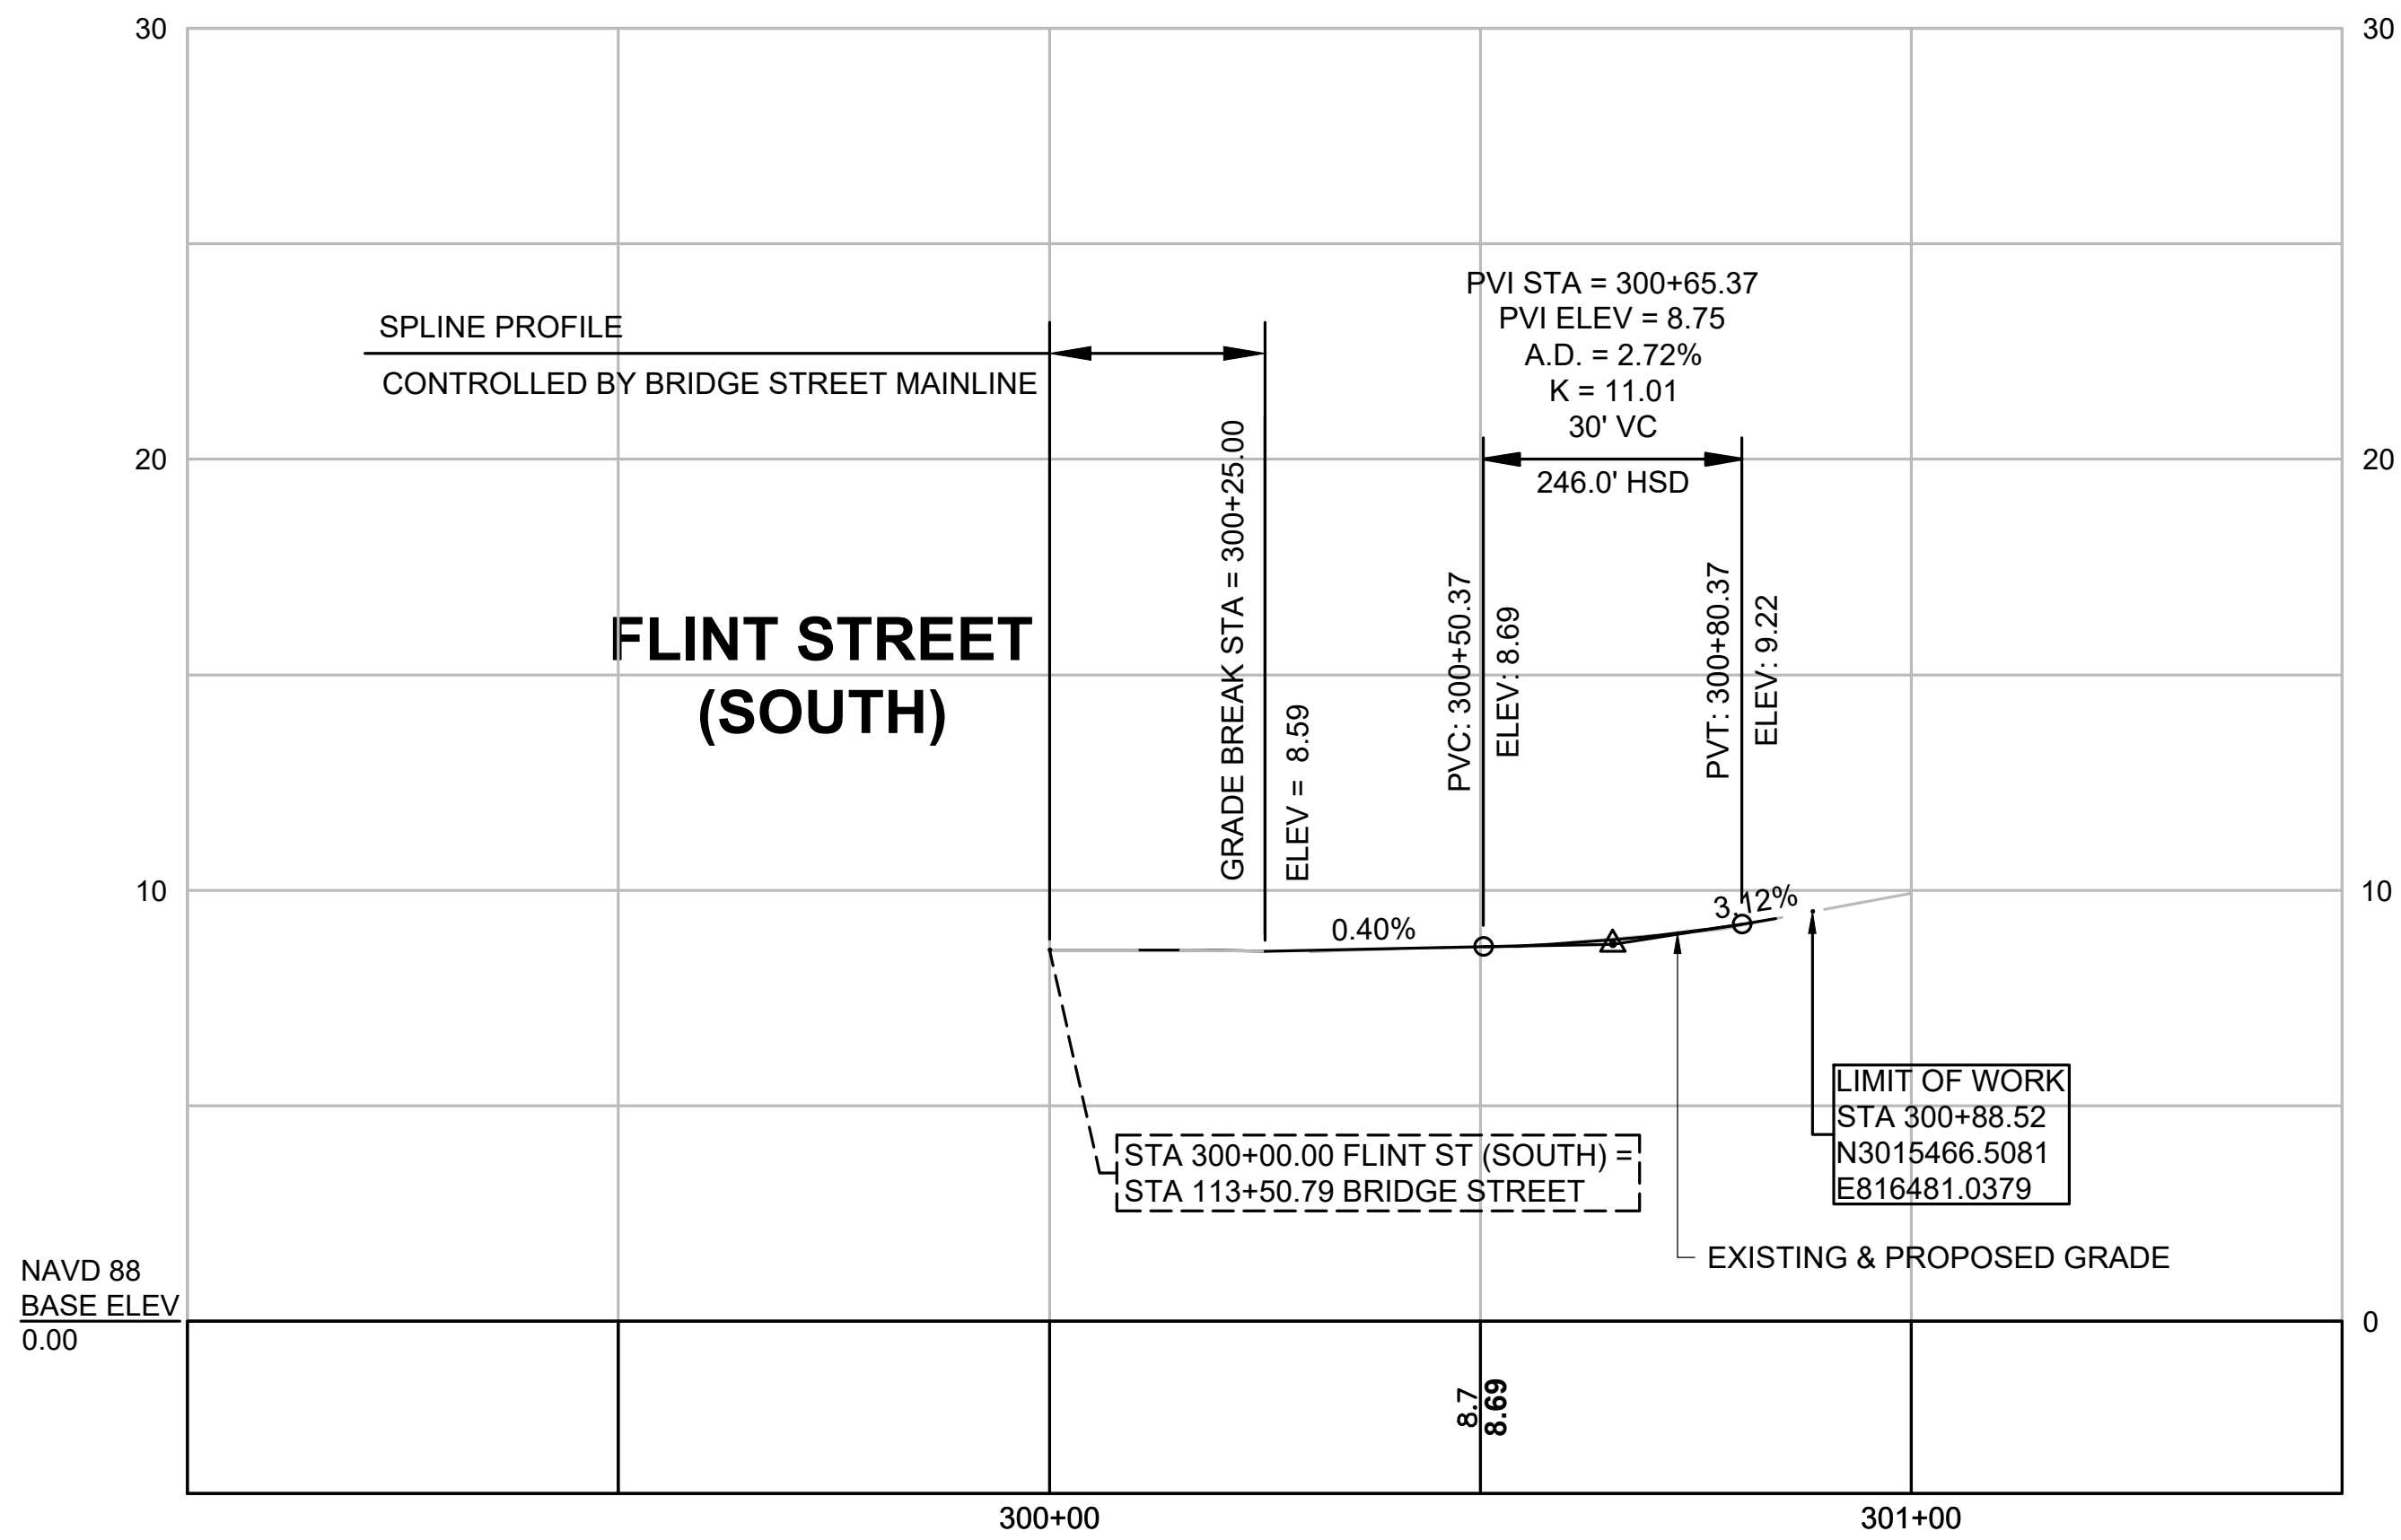 30
30
PVI STA = 300+65.37
PVI ELEV = 8.75
A.D. = 2.72%
K = 11.01
30' VC
246.0' HSD
SPLINE PROFILE
CONTROLLED BY BRIDGE STREET MAINLINE
20
20
FLINT STREET
(SOUTH)
GRADE BREAK STA = 300+25.00
ELEV = 8.59
PVC: 300+50.37
ELEV: 8.69
PVT: 300+80.37
ELEV: 9.22
10
10
0.40%
3.12%
LIMIT OF WORK
STA 300+88.52
N3015466.5081
E816481.0379
STA 300+00.00 FLINT ST (SOUTH) =
STA 113+50.79 BRIDGE STREET
EXISTING & PROPOSED GRADE
NAVD 88
BASE ELEV
0.00
0
8.7
8.69
300+00
301+00